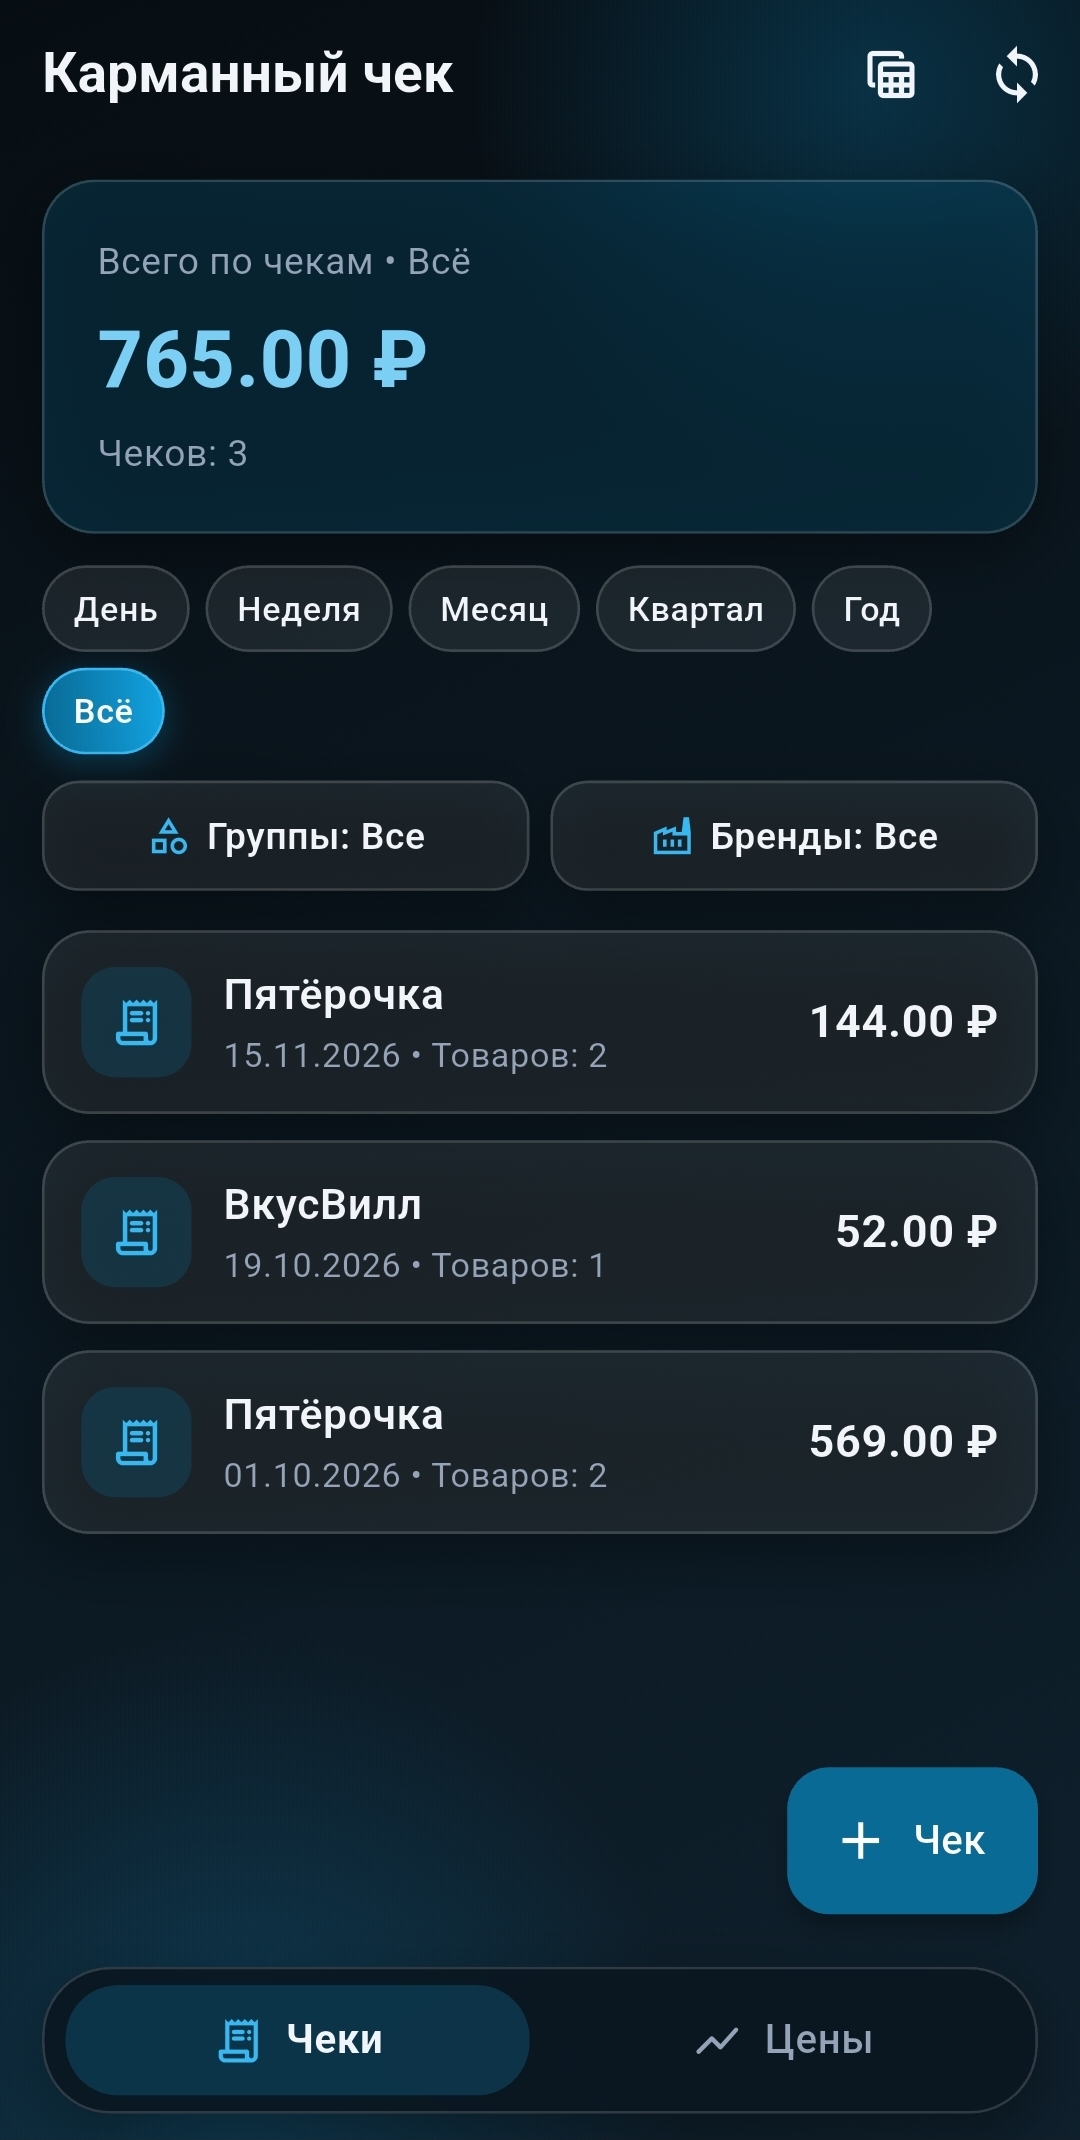 Карманный чек
Всего по чекам • Всё
765.00 ₽
Чеков: 3
День Неделя Месяц Квартал Год
Всё
Группы: Все Бренды: Все
Пятёрочка
144.00 ₽
15.11.2026 • Товаров: 2
ВкусВилл
52.00 ₽
19.10.2026 • Товаров: 1
Пятёрочка
569.00 ₽
01.10.2026 • Товаров: 2
+ Чек
Чеки Цены